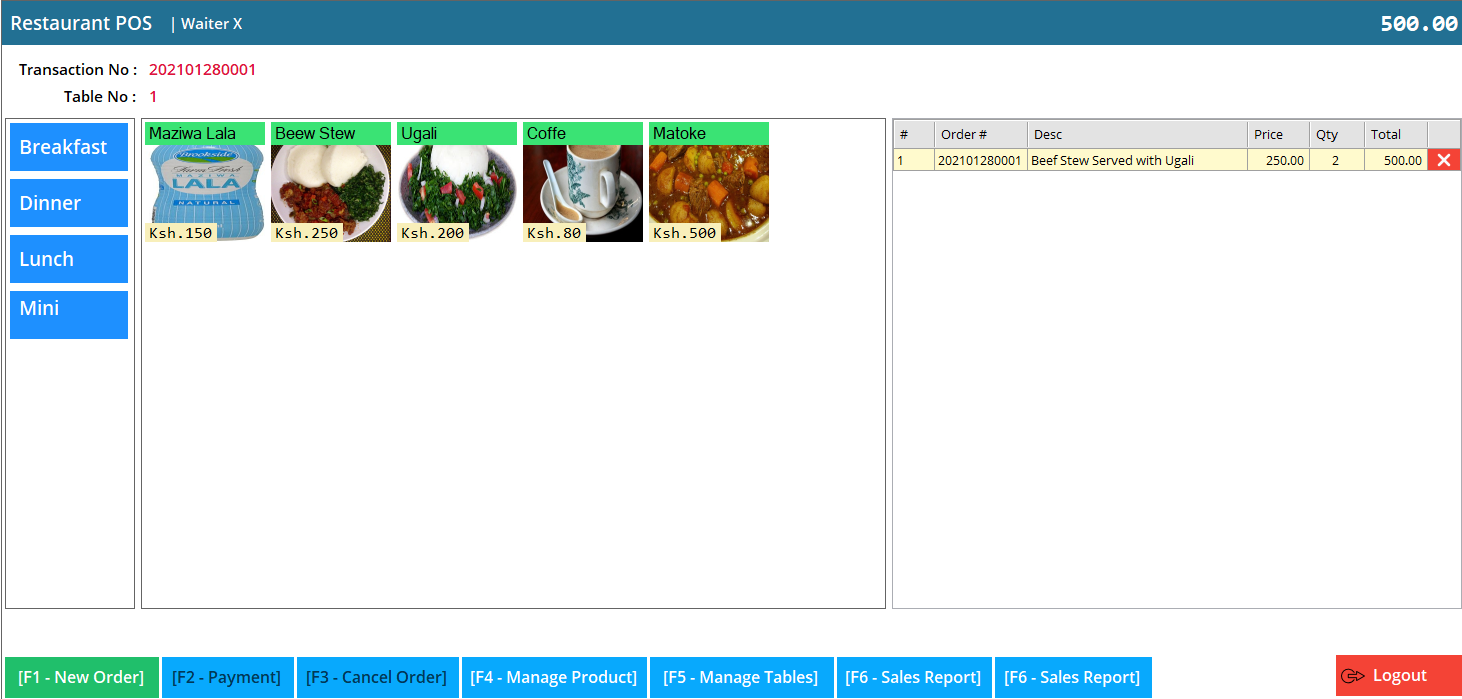 Restaurant POS | Waiter X 500.00
Transaction No : 202101280001
Table No : 1
Breakfast
Dinner
Lunch
Mini
Maziwa Lala
Brookside
Farm Fresh
MAZIWA
LALA
NATURAL
Ksh.150
Beew Stew
Ksh.250
Ugali
Ksh.200
Coffe
Ksh.80
Matoke
Ksh.500
# Order # Desc Price Qty Total
1 202101280001 Beef Stew Served with Ugali 250.00 2 500.00
[F1 - New Order] [F2 - Payment] [F3 - Cancel Order] [F4 - Manage Product] [F5 - Manage Tables] [F6 - Sales Report] [F6 - Sales Report] Logout